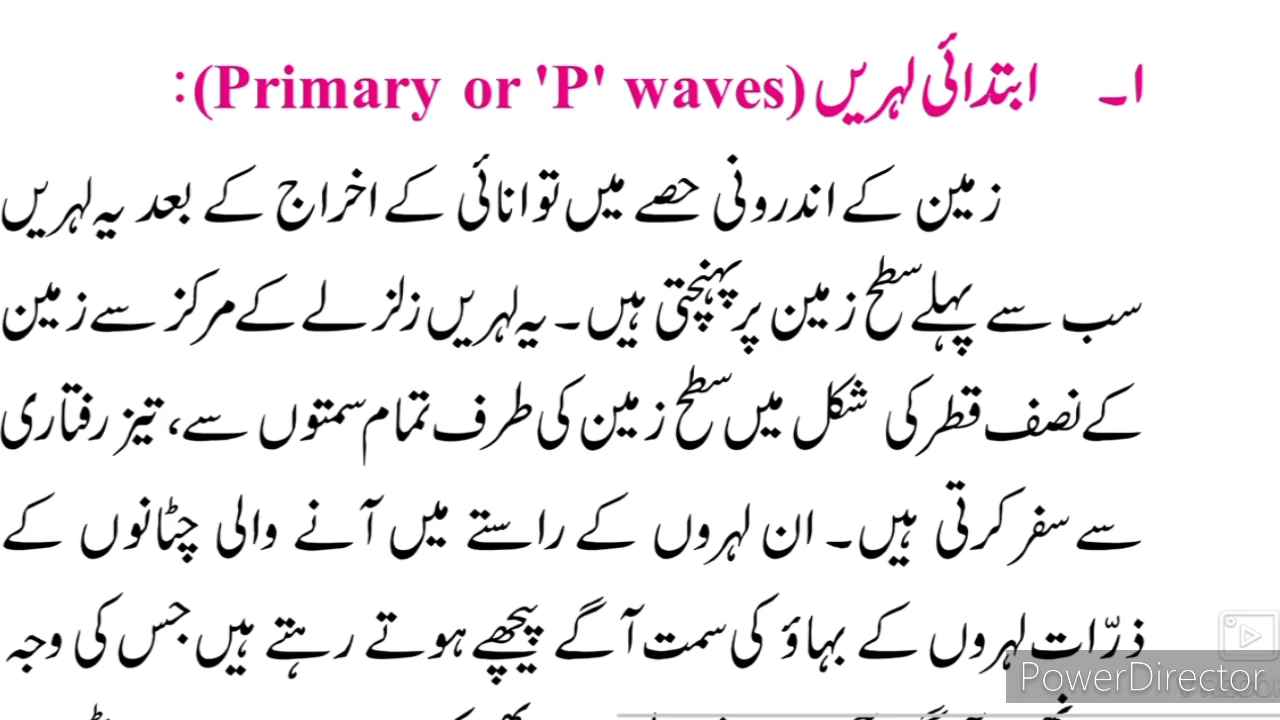 ۱۔ ابتدائی لہریں (Primary or 'P' waves):
زمین کے اندرونی حصے میں توانائی کے اخراج کے بعد یہ لہریں
سب سے پہلے سطح زمین پر پہنچتی ہیں۔ یہ لہریں زلزلے کے مرکز سے زمین
کے نصف قطر کی شکل میں سطح زمین کی طرف تمام سمتوں سے، تیز رفتاری
سے سفر کرتی ہیں۔ ان لہروں کے راستے میں آنے والی چٹانوں کے
ذرّات لہروں کے بہاؤ کی سمت آگے پیچھے ہوتے رہتے ہیں جس کی وجہ
PowerDirector